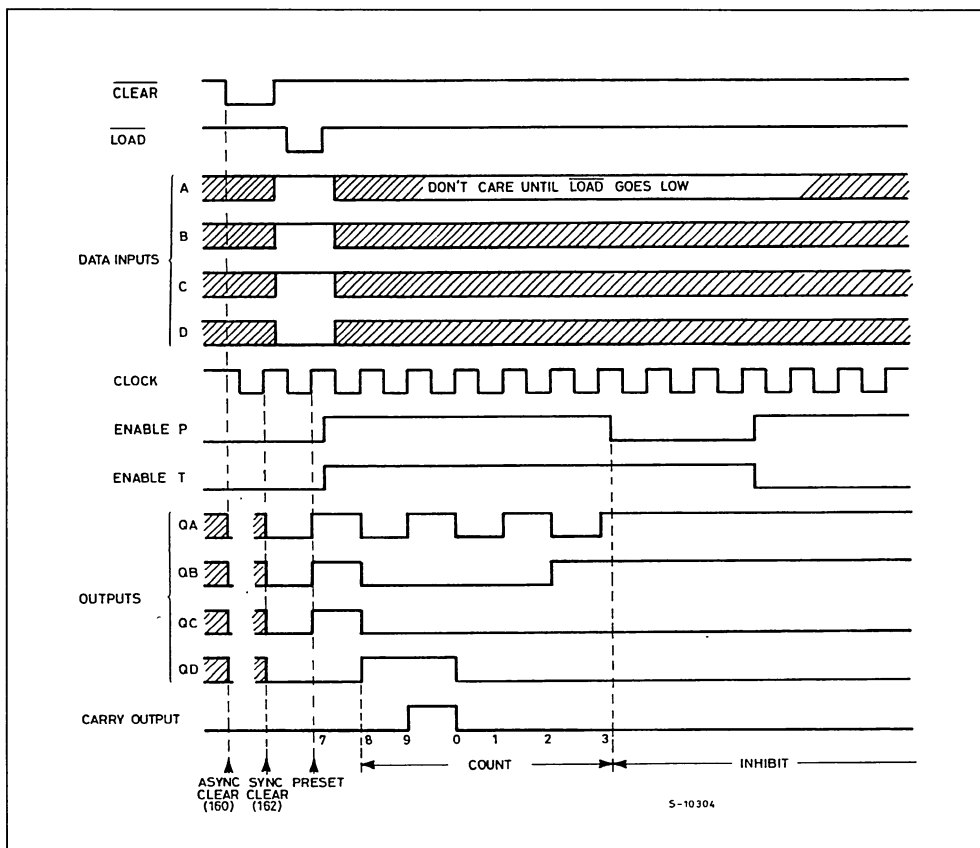 CLEAR
LOAD
A
DON'T CARE UNTIL LOAD GOES LOW
B
DATA INPUTS
C
D
CLOCK
ENABLE P
ENABLE T
QA
QB
OUTPUTS
QC
QD
CARRY OUTPUT
7 8 9 0 1 2 3
ASYNC CLEAR (160)
SYNC CLEAR (162)
PRESET
COUNT
INHIBIT
S-10304